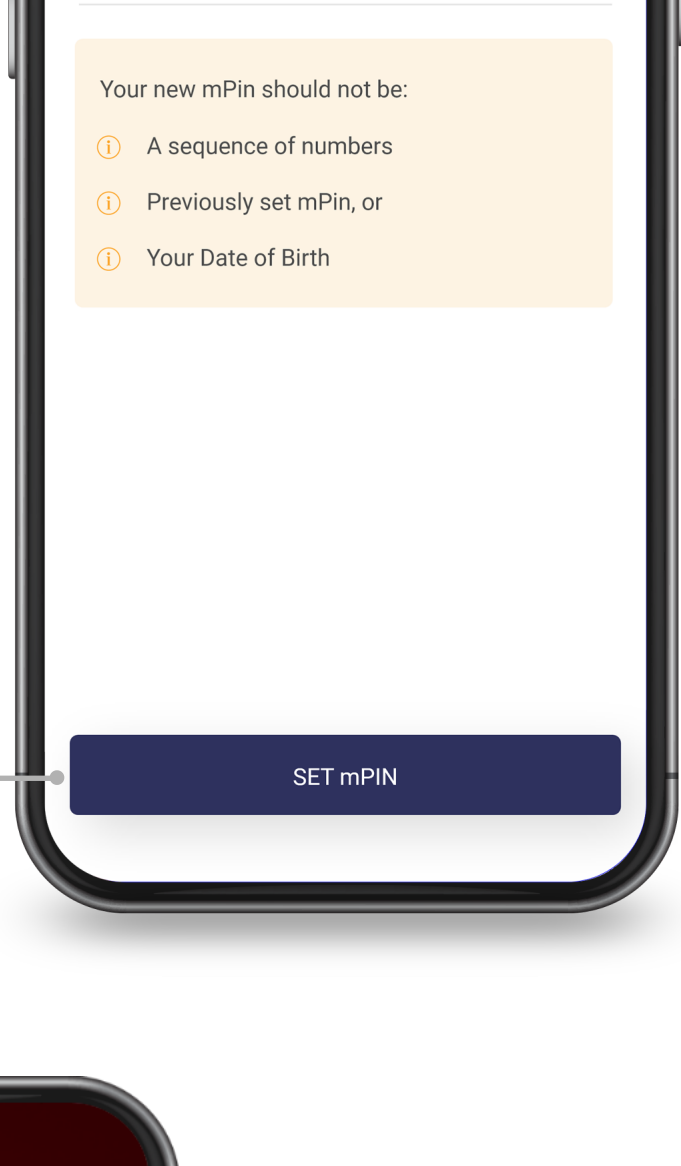 Your new mPin should not be:
A sequence of numbers
Previously set mPin, or
Your Date of Birth
SET mPIN